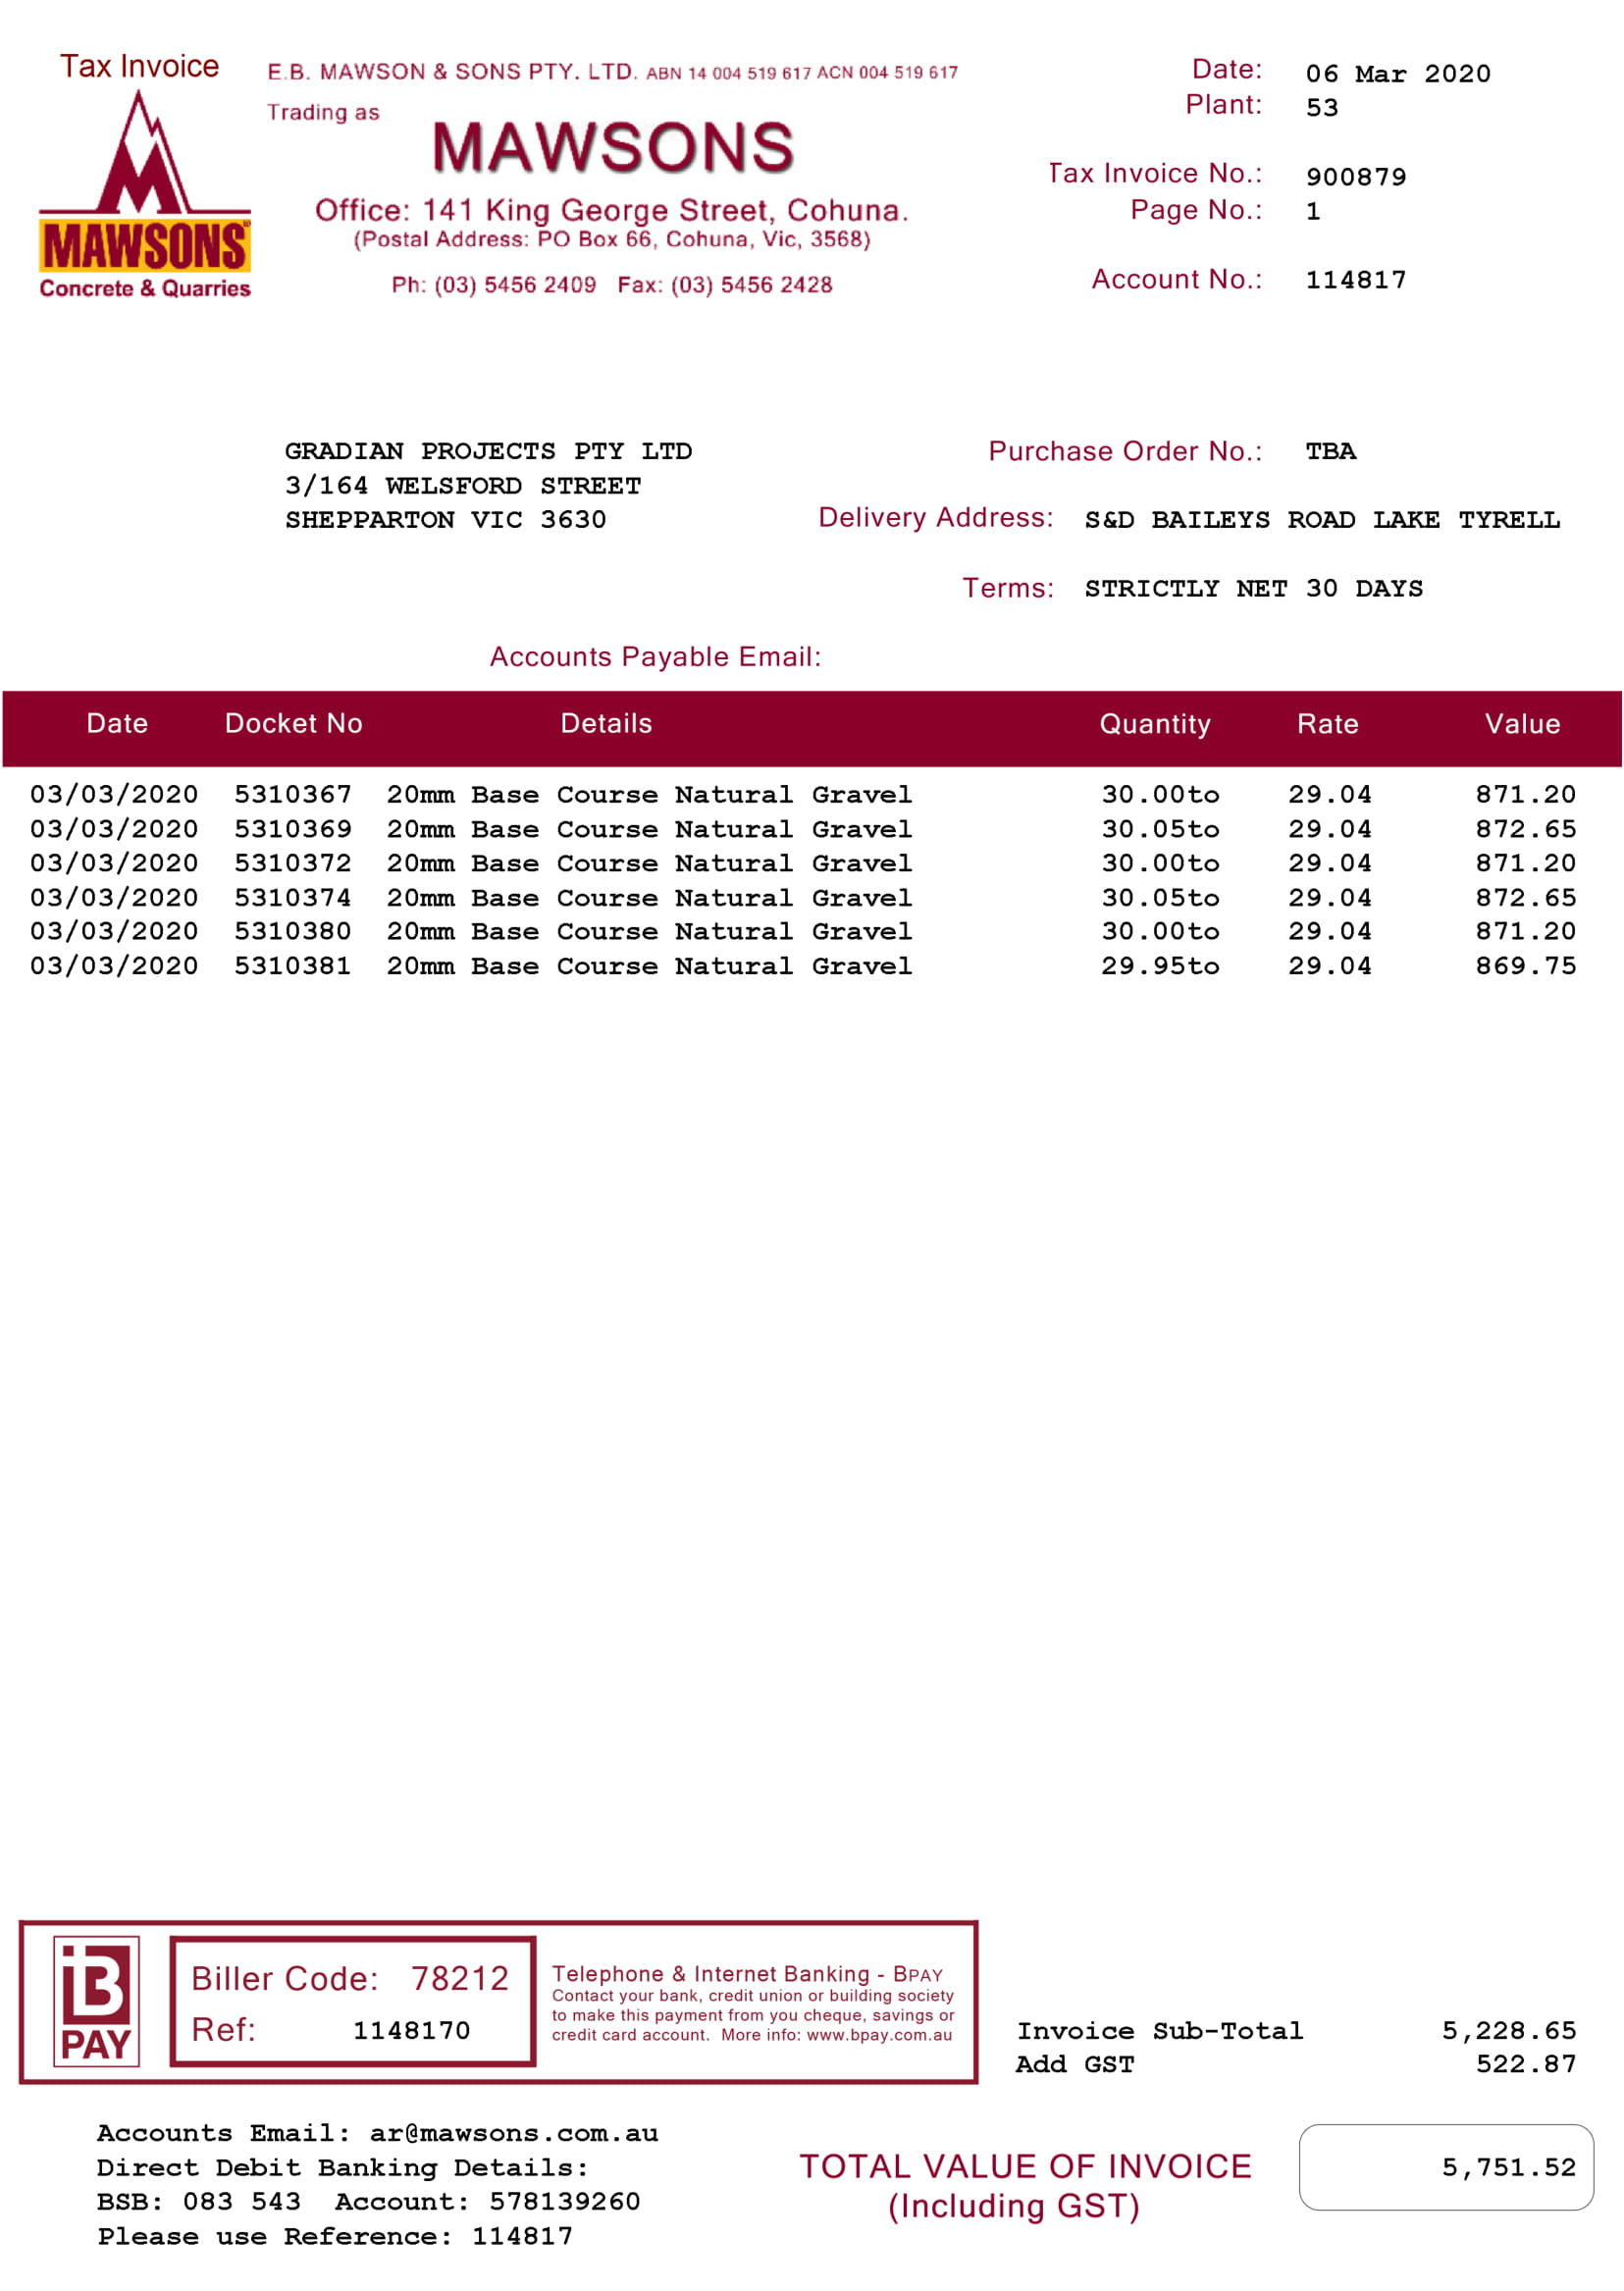 Tax Invoice
E.B. MAWSON & SONS PTY. LTD. ABN 14 004 519 617 ACN 004 519 617
Trading as
MAWSONS
Office: 141 King George Street, Cohuna.
(Postal Address: PO Box 66, Cohuna, Vic, 3568)
Ph: (03) 5456 2409 Fax: (03) 5456 2428
MAWSONS
Concrete & Quarries
Date: 06 Mar 2020
Plant: 53
Tax Invoice No.: 900879
Page No.: 1
Account No.: 114817
GRADIAN PROJECTS PTY LTD
3/164 WELSFORD STREET
SHEPPARTON VIC 3630
Purchase Order No.: TBA
Delivery Address: S&D BAILEYS ROAD LAKE TYRELL
Terms: STRICTLY NET 30 DAYS
Accounts Payable Email:
Date Docket No Details Quantity Rate Value
03/03/2020 5310367 20mm Base Course Natural Gravel 30.00to 29.04 871.20
03/03/2020 5310369 20mm Base Course Natural Gravel 30.05to 29.04 872.65
03/03/2020 5310372 20mm Base Course Natural Gravel 30.00to 29.04 871.20
03/03/2020 5310374 20mm Base Course Natural Gravel 30.05to 29.04 872.65
03/03/2020 5310380 20mm Base Course Natural Gravel 30.00to 29.04 871.20
03/03/2020 5310381 20mm Base Course Natural Gravel 29.95to 29.04 869.75
B
PAY
Biller Code: 78212
Ref: 1148170
Telephone & Internet Banking - BPAY
Contact your bank, credit union or building society
to make this payment from you cheque, savings or
credit card account. More info: www.bpay.com.au
Invoice Sub-Total 5,228.65
Add GST 522.87
Accounts Email: ar@mawsons.com.au
Direct Debit Banking Details:
BSB: 083 543 Account: 578139260
Please use Reference: 114817
TOTAL VALUE OF INVOICE 5,751.52
(Including GST)